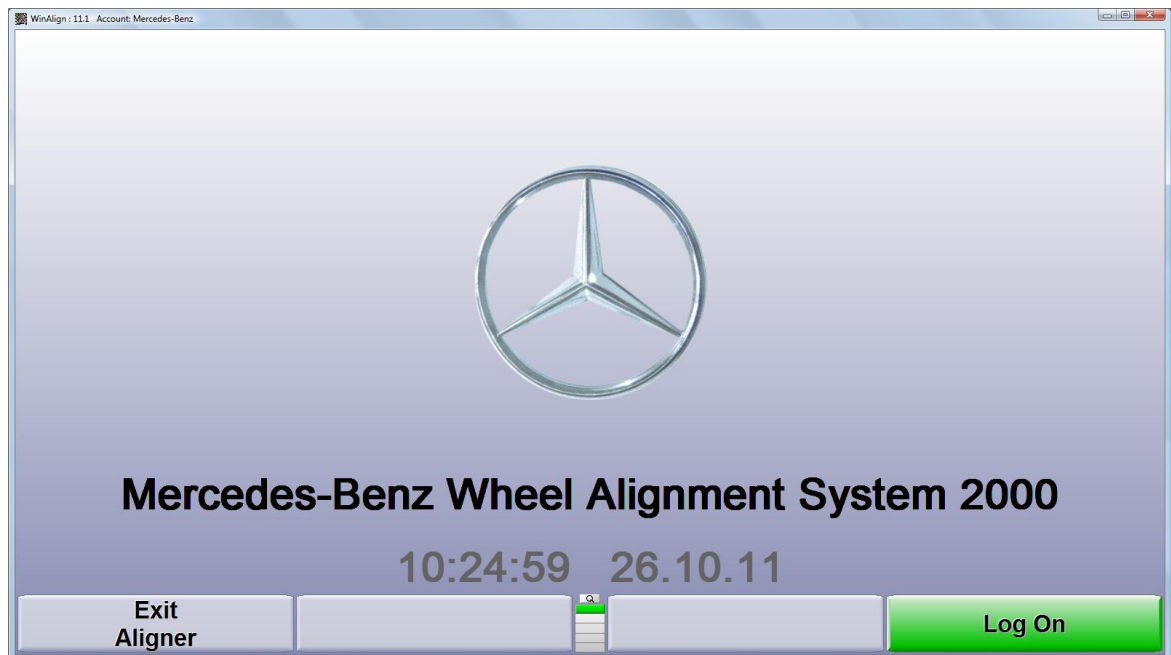 WinAlign : 11.1 Account: Mercedes-Benz
Mercedes-Benz Wheel Alignment System 2000
10:24:59 26.10.11
Exit
Aligner
Log On